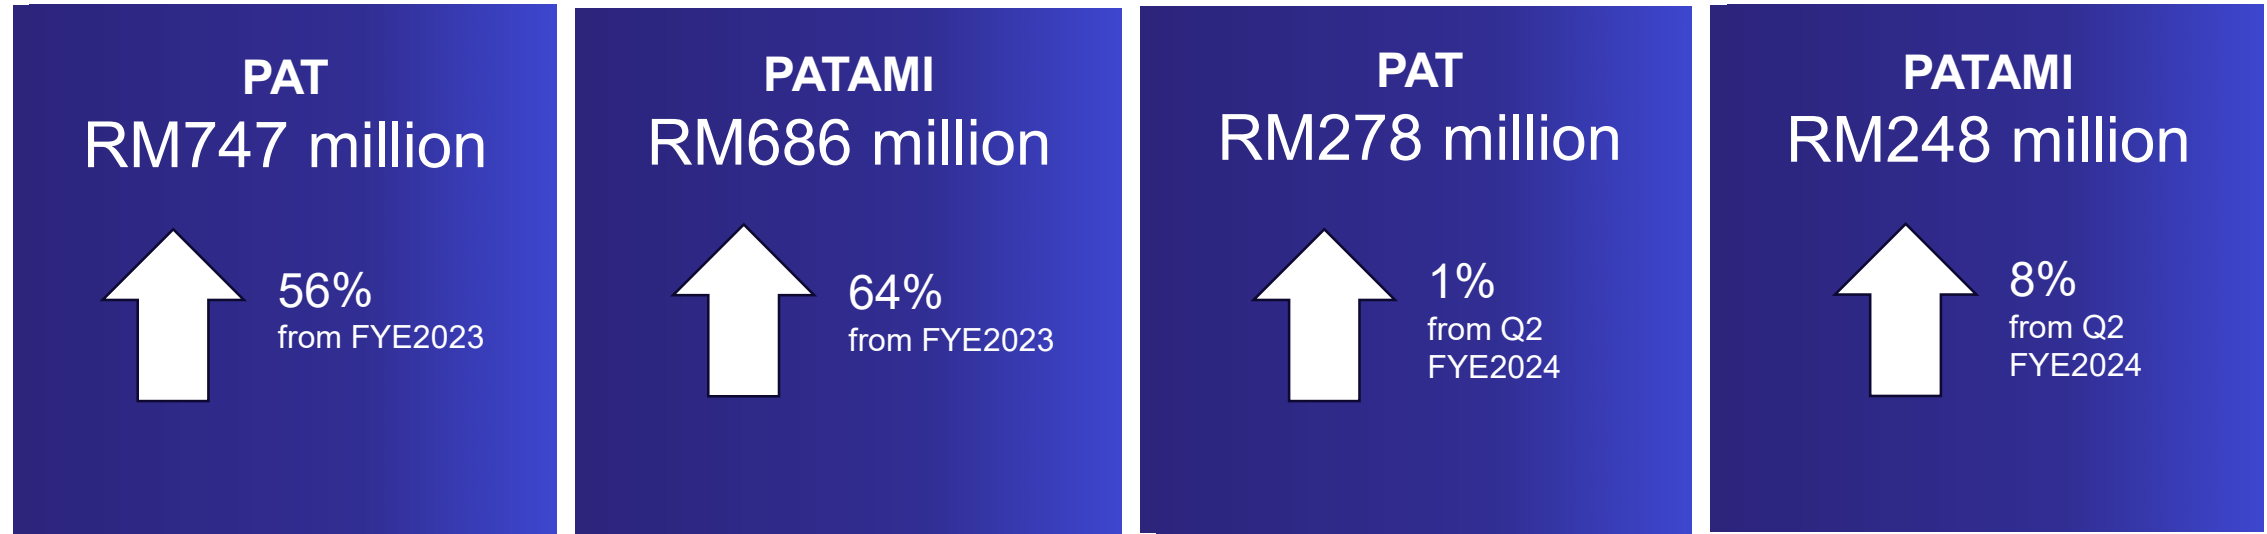 PAT
RM747 million
56%
from FYE2023
PATAMI
RM686 million
64%
from FYE2023
PAT
RM278 million
1%
from Q2
FYE2024
PATAMI
RM248 million
8%
from Q2
FYE2024